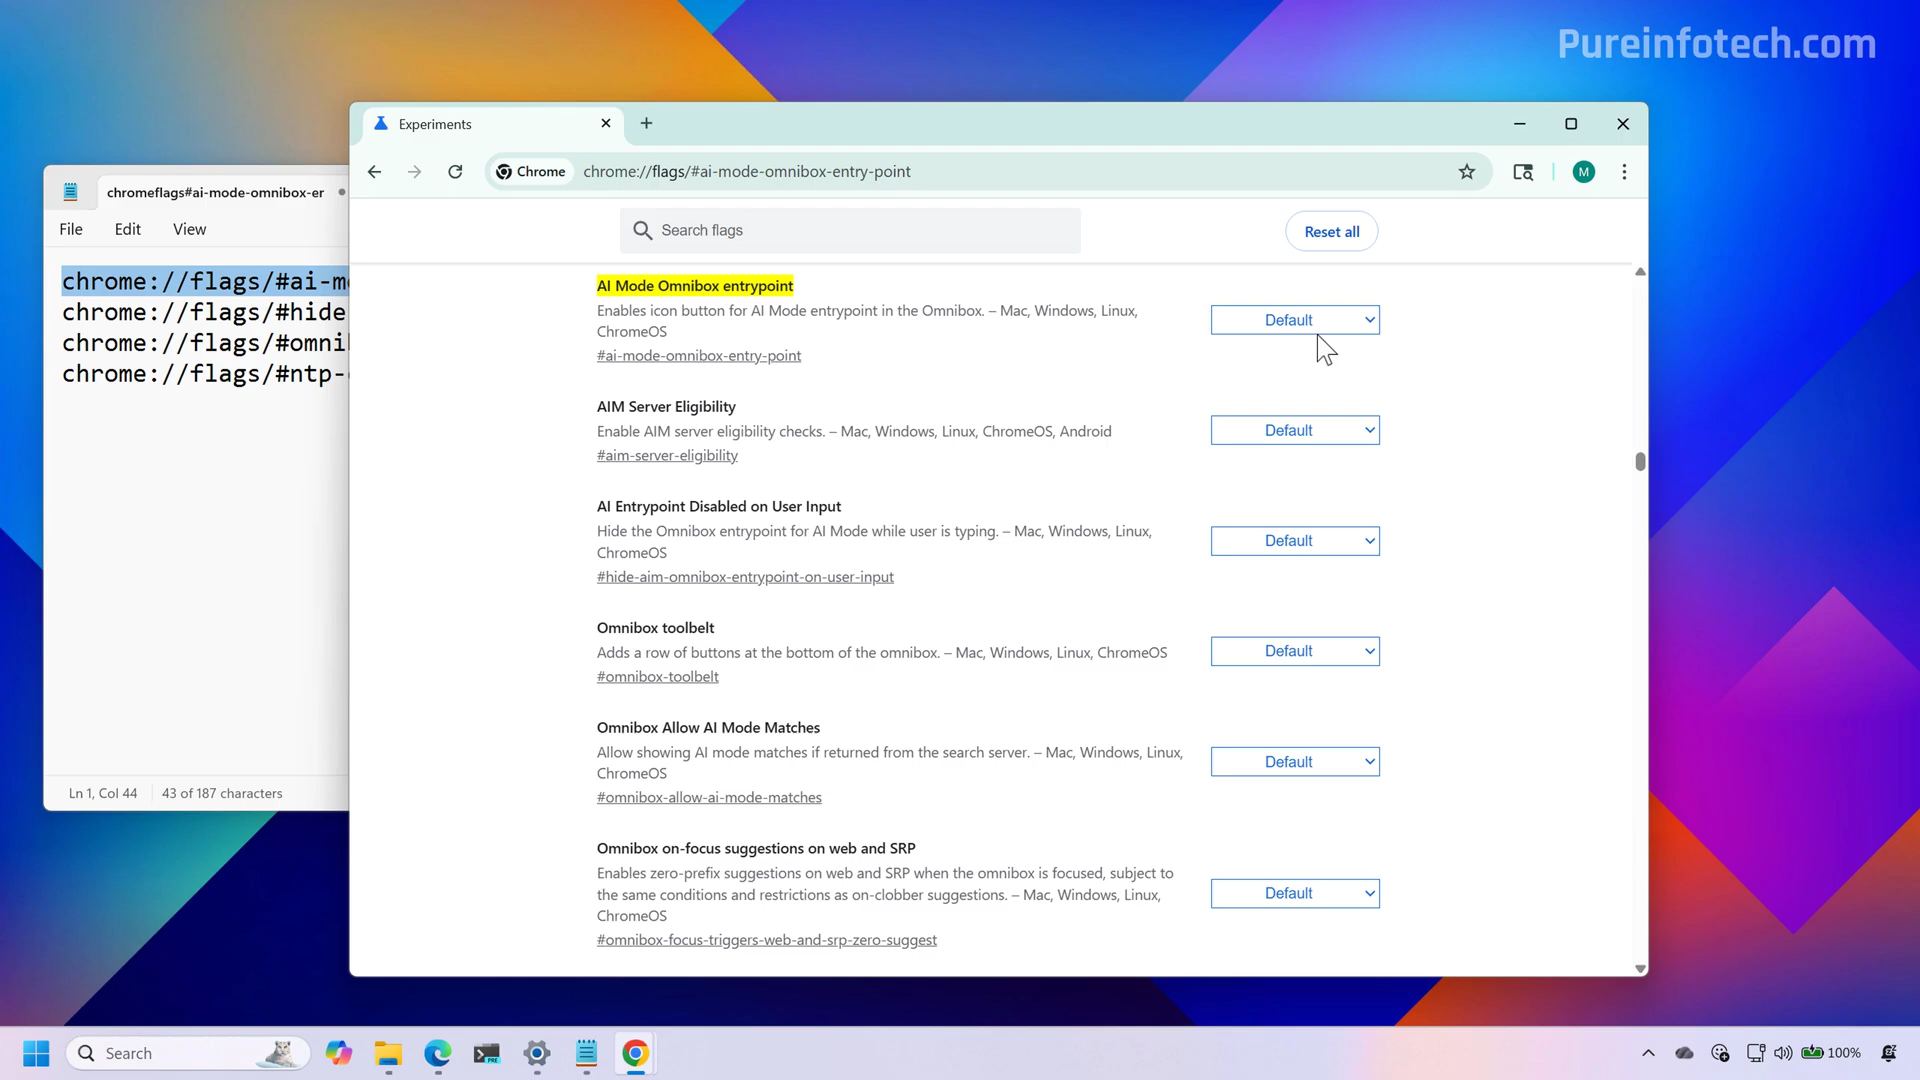 Pureinfotech.com
Experiments
Chrome
chrome://flags/#ai-mode-omnibox-entry-point
M
Search flags
Reset all
chromeflags#ai-mode-omnibox-er
File
Edit
View
chrome://flags/#ai-m
chrome://flags/#hide
chrome://flags/#omni
chrome://flags/#ntp-
Ln 1, Col 44
43 of 187 characters
AI Mode Omnibox entrypoint
Enables icon button for AI Mode entrypoint in the Omnibox. – Mac, Windows, Linux,
ChromeOS
#ai-mode-omnibox-entry-point
Default
AIM Server Eligibility
Enable AIM server eligibility checks. – Mac, Windows, Linux, ChromeOS, Android
#aim-server-eligibility
Default
AI Entrypoint Disabled on User Input
Hide the Omnibox entrypoint for AI Mode while user is typing. – Mac, Windows, Linux,
ChromeOS
#hide-aim-omnibox-entrypoint-on-user-input
Default
Omnibox toolbelt
Adds a row of buttons at the bottom of the omnibox. – Mac, Windows, Linux, ChromeOS
#omnibox-toolbelt
Default
Omnibox Allow AI Mode Matches
Allow showing AI mode matches if returned from the search server. – Mac, Windows, Linux,
ChromeOS
#omnibox-allow-ai-mode-matches
Default
Omnibox on-focus suggestions on web and SRP
Enables zero-prefix suggestions on web and SRP when the omnibox is focused, subject to
the same conditions and restrictions as on-clobber suggestions. – Mac, Windows, Linux,
ChromeOS
#omnibox-focus-triggers-web-and-srp-zero-suggest
Default
Search
PRE
100%